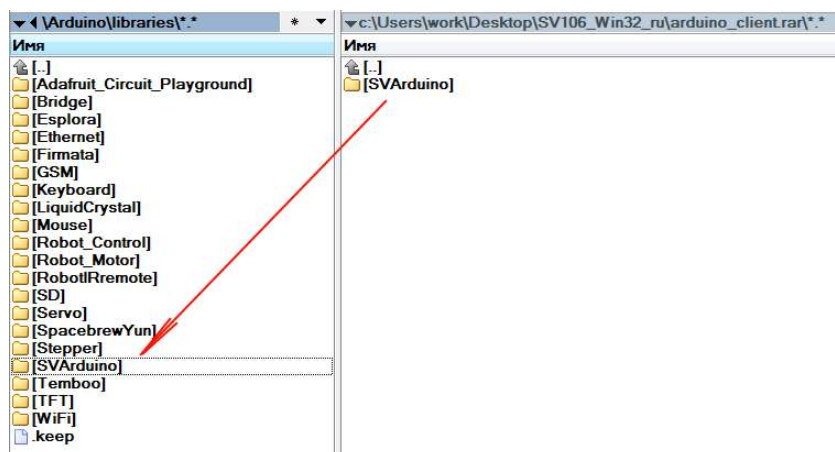 \Arduino\libraries\*.* * 
Имя
[..]
[Adafruit_Circuit_Playground]
[Bridge]
[Esplora]
[Ethernet]
[Firmata]
[GSM]
[Keyboard]
[LiquidCrystal]
[Mouse]
[Robot_Control]
[Robot_Motor]
[RobotIRremote]
[SD]
[Servo]
[SpacebrewYun]
[Stepper]
[SVArduino]
[Temboo]
[TFT]
[WiFi]
.keep
c:\Users\work\Desktop\SV106_Win32_ru\arduino_client.rar\*.*
Имя
[..]
[SVArduino]